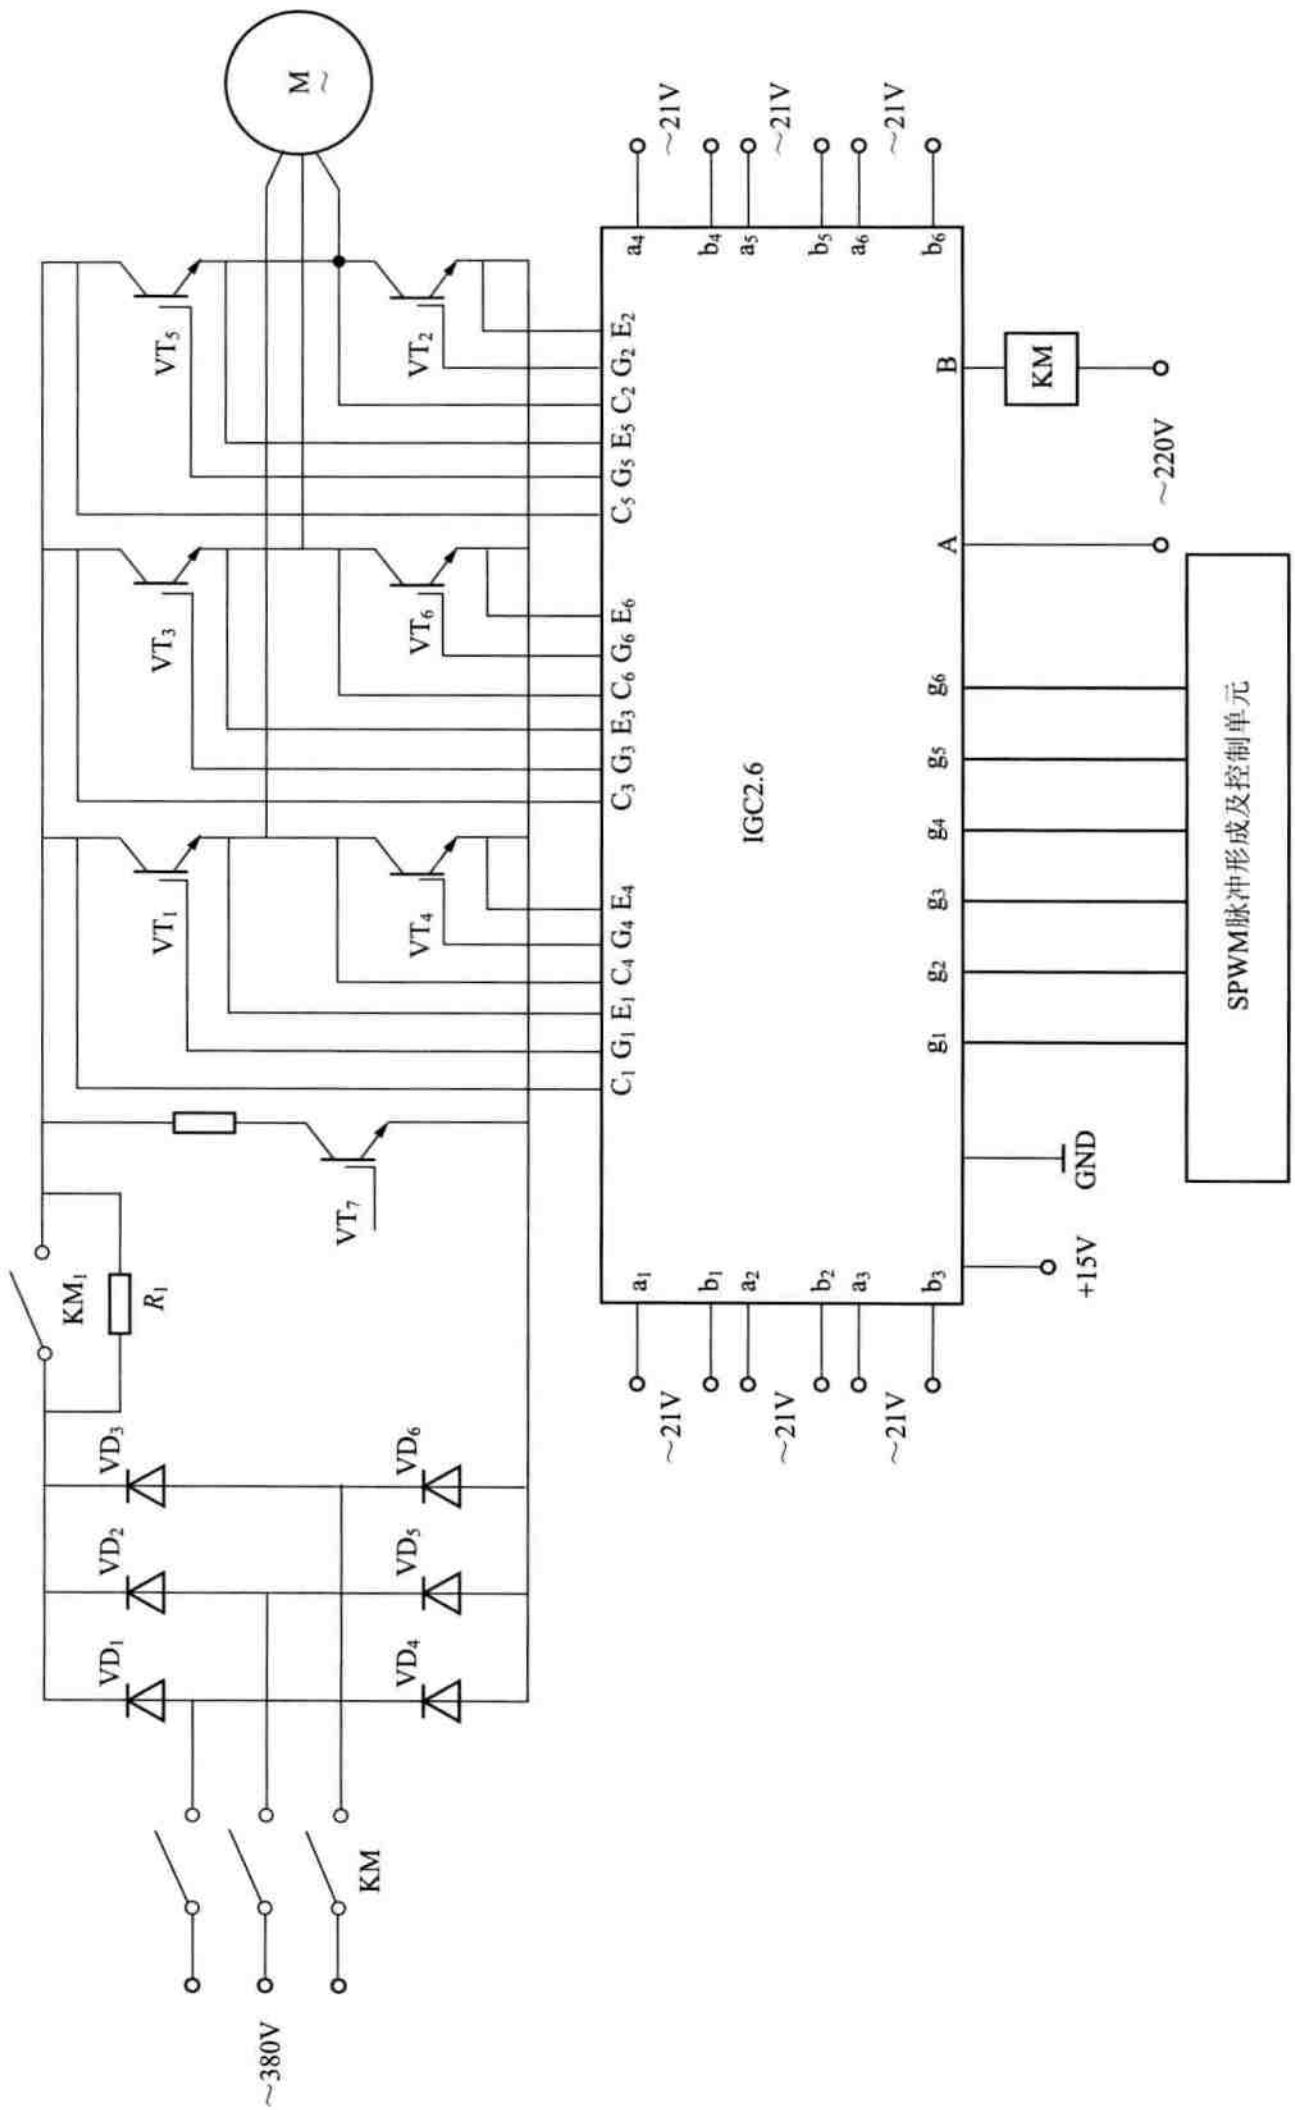 ~380V
KM
VD₁
VD₂
VD₃
VD₄
VD₅
VD₆
KM₁
R₁
VT₇
VT₁
VT₃
VT₅
VT₄
VT₆
VT₂
M
~
C₁ G₁ E₁ C₄ G₄ E₄ C₃ G₃ E₃ C₆ G₆ E₆ C₅ G₅ E₅ C₂ G₂ E₂
~21V
~21V
~21V
a₁
b₁
a₂
b₂
a₃
b₃
IGC2.6
a₄
b₄
a₅
b₅
a₆
b₆
~21V
~21V
~21V
g₁ g₂ g₃ g₄ g₅ g₆ A B
+15V
GND
KM
~220V
SPWM脉冲形成及控制单元